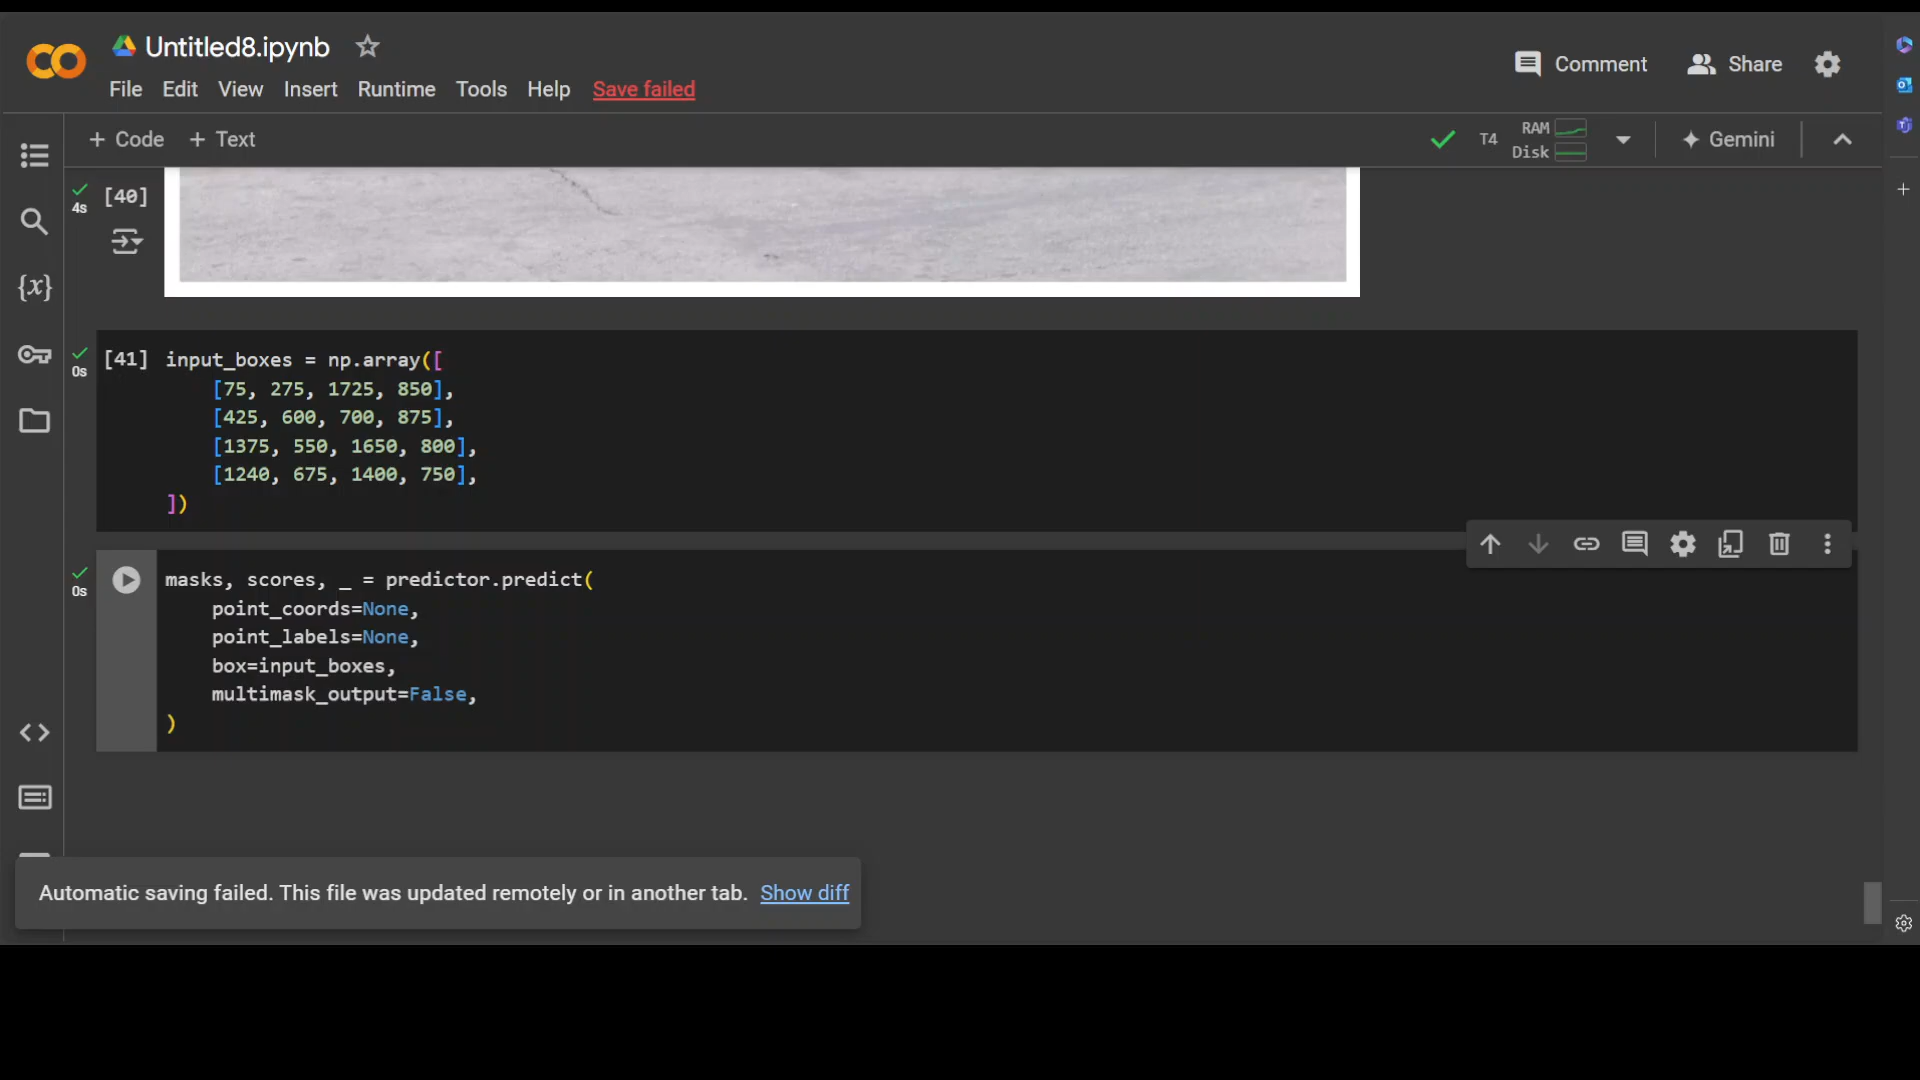 Untitled8.ipynb
File Edit View Insert Runtime Tools Help Save failed
Comment Share
+ Code + Text
T4 RAM Disk Gemini
4s [40]
{x}
0s [41] input_boxes = np.array([
[75, 275, 1725, 850],
[425, 600, 700, 875],
[1375, 550, 1650, 800],
[1240, 675, 1400, 750],
])
0s masks, scores, _ = predictor.predict(
point_coords=None,
point_labels=None,
box=input_boxes,
multimask_output=False,
)
Automatic saving failed. This file was updated remotely or in another tab. Show diff